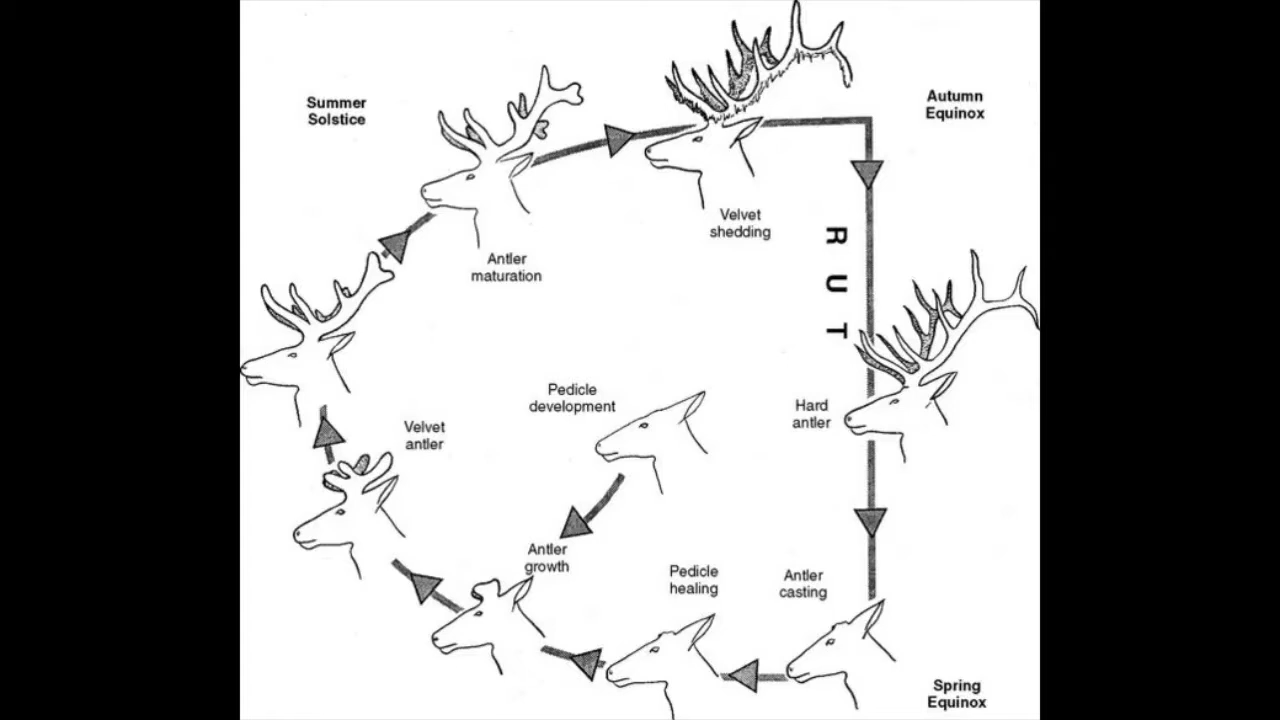 Summer
Solstice
Autumn
Equinox
Velvet
shedding
Antler
maturation
RUT
Pedicle
development
Hard
antler
Velvet
antler
Antler
growth
Pedicle
healing
Antler
casting
Spring
Equinox